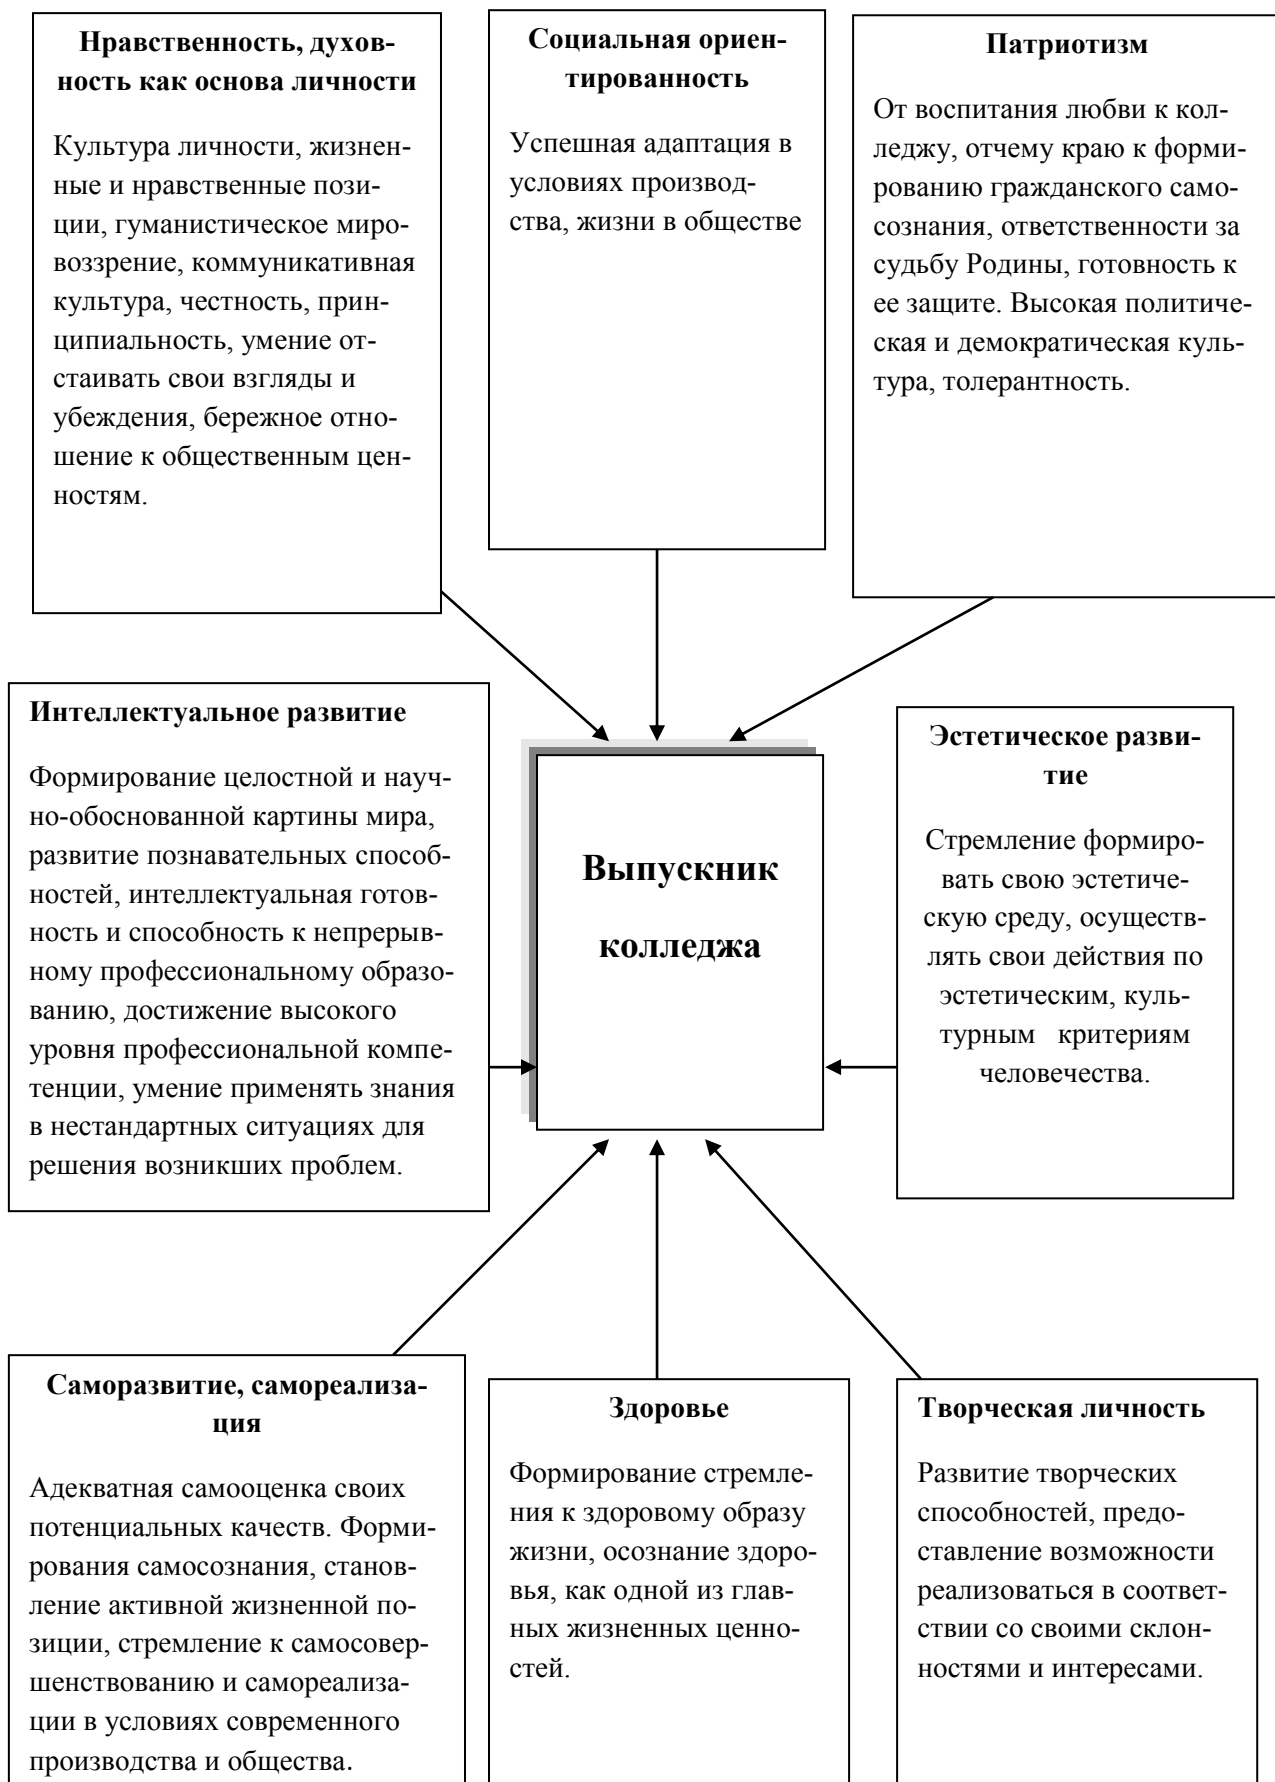 Нравственность, духов-
ность как основа личности
Культура личности, жизнен-
ные и нравственные пози-
ции, гуманистическое миро-
воззрение, коммуникативная
культура, честность, прин-
ципиальность, умение от-
стаивать свои взгляды и
убеждения, бережное отно-
шение к общественным цен-
ностям.
Социальная ориен-
тированность
Успешная адаптация в
условиях производ-
ства, жизни в обществе
Патриотизм
От воспитания любви к кол-
леджу, отчему краю к форми-
рованию гражданского само-
сознания, ответственности за
судьбу Родины, готовность к
ее защите. Высокая политиче-
ская и демократическая куль-
тура, толерантность.
Интеллектуальное развитие
Формирование целостной и науч-
но-обоснованной картины мира,
развитие познавательных способ-
ностей, интеллектуальная готов-
ность и способность к непрерыв-
ному профессиональному образо-
ванию, достижение высокого
уровня профессиональной компе-
тенции, умение применять знания
в нестандартных ситуациях для
решения возникших проблем.
Выпускник
колледжа
Эстетическое разви-
тие
Стремление формиро-
вать свою эстетиче-
скую среду, осуществ-
лять свои действия по
эстетическим, куль-
турным критериям
человечества.
Саморазвитие, самореализа-
ция
Адекватная самооценка своих
потенциальных качеств. Форми-
рования самосознания, станов-
ление активной жизненной по-
зиции, стремление к самосовер-
шенствованию и самореализа-
ции в условиях современного
производства и общества.
Здоровье
Формирование стремле-
ния к здоровому образу
жизни, осознание здоро-
вья, как одной из глав-
ных жизненных ценно-
стей.
Творческая личность
Развитие творческих
способностей, предо-
ставление возможности
реализоваться в соответ-
ствии со своими склон-
ностями и интересами.